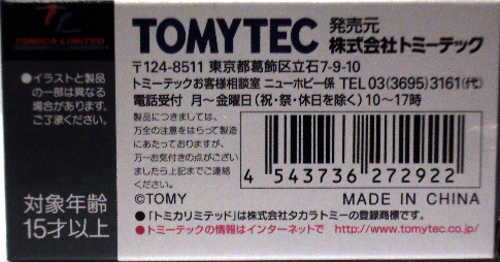 TL
TOMICA LIMITED
●イラストと製品
の一部は異なる
場合があります。
ご了承ください。
対象年齢
15才以上
TOMYTEC 発売元
株式会社トミーテック
〒124-8511 東京都葛飾区立石7-9-10
トミーテックお客様相談室 ニューホビー係 TEL03(3695)3161(代)
電話受付 月〜金曜日(祝・祭・休日を除く)10〜17時
製品につきましては、
万全の注意をはらって製造
にあたっておりますが、
万一お気付きの点がござい
ましたら上記までご連絡
ください。
©TOMY
4 543736 272922
MADE IN CHINA
●「トミカリミテッド」は株式会社タカラトミーの登録商標です。
●トミーテックの情報はインターネットで http://www.tomytec.co.jp/